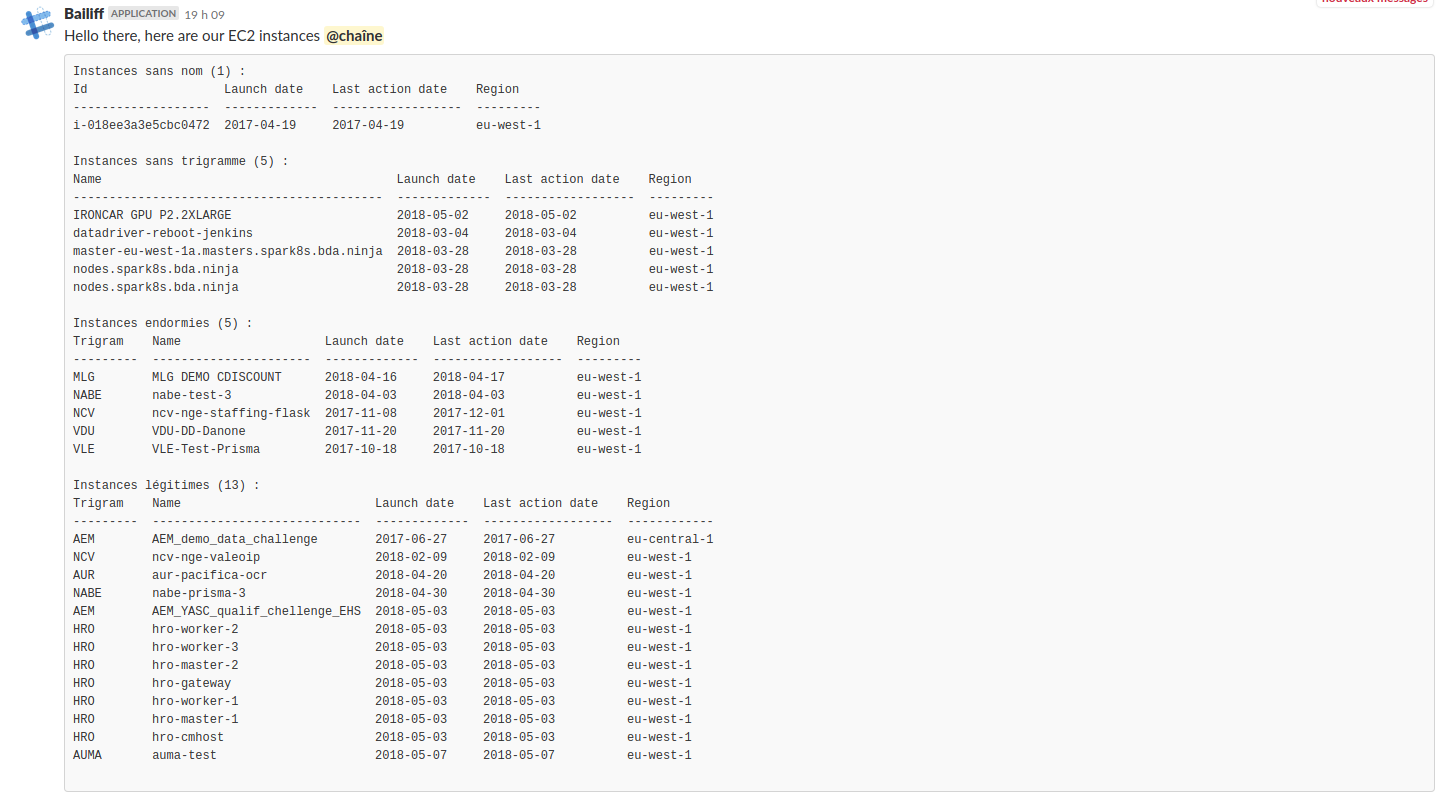 nouveaux messages
Bailiff APPLICATION 19 h 09
Hello there, here are our EC2 instances @chaîne
Instances sans nom (1) :
Id                   Launch date    Last action date    Region
-------------------  -------------  ------------------  ---------
i-018ee3a3e5cbc0472  2017-04-19     2017-04-19          eu-west-1
Instances sans trigramme (5) :
Name                                         Launch date    Last action date    Region
-------------------------------------------  -------------  ------------------  ---------
IRONCAR GPU P2.2XLARGE                       2018-05-02     2018-05-02          eu-west-1
datadriver-reboot-jenkins                    2018-03-04     2018-03-04          eu-west-1
master-eu-west-1a.masters.spark8s.bda.ninja  2018-03-28     2018-03-28          eu-west-1
nodes.spark8s.bda.ninja                      2018-03-28     2018-03-28          eu-west-1
nodes.spark8s.bda.ninja                      2018-03-28     2018-03-28          eu-west-1
Instances endormies (5) :
Trigram    Name                    Launch date    Last action date    Region
---------  ----------------------  -------------  ------------------  ---------
MLG        MLG DEMO CDISCOUNT      2018-04-16     2018-04-17          eu-west-1
NABE       nabe-test-3             2018-04-03     2018-04-03          eu-west-1
NCV        ncv-nge-staffing-flask  2017-11-08     2017-12-01          eu-west-1
VDU        VDU-DD-Danone           2017-11-20     2017-11-20          eu-west-1
VLE        VLE-Test-Prisma         2017-10-18     2017-10-18          eu-west-1
Instances légitimes (13) :
Trigram    Name                           Launch date    Last action date    Region
---------  -----------------------------  -------------  ------------------  ------------
AEM        AEM_demo_data_challenge        2017-06-27     2017-06-27          eu-central-1
NCV        ncv-nge-valeoip                2018-02-09     2018-02-09          eu-west-1
AUR        aur-pacifica-ocr               2018-04-20     2018-04-20          eu-west-1
NABE       nabe-prisma-3                  2018-04-30     2018-04-30          eu-west-1
AEM        AEM_YASC_qualif_chellenge_EHS  2018-05-03     2018-05-03          eu-west-1
HRO        hro-worker-2                   2018-05-03     2018-05-03          eu-west-1
HRO        hro-worker-3                   2018-05-03     2018-05-03          eu-west-1
HRO        hro-master-2                   2018-05-03     2018-05-03          eu-west-1
HRO        hro-gateway                    2018-05-03     2018-05-03          eu-west-1
HRO        hro-worker-1                   2018-05-03     2018-05-03          eu-west-1
HRO        hro-master-1                   2018-05-03     2018-05-03          eu-west-1
HRO        hro-cmhost                     2018-05-03     2018-05-03          eu-west-1
AUMA       auma-test                      2018-05-07     2018-05-07          eu-west-1